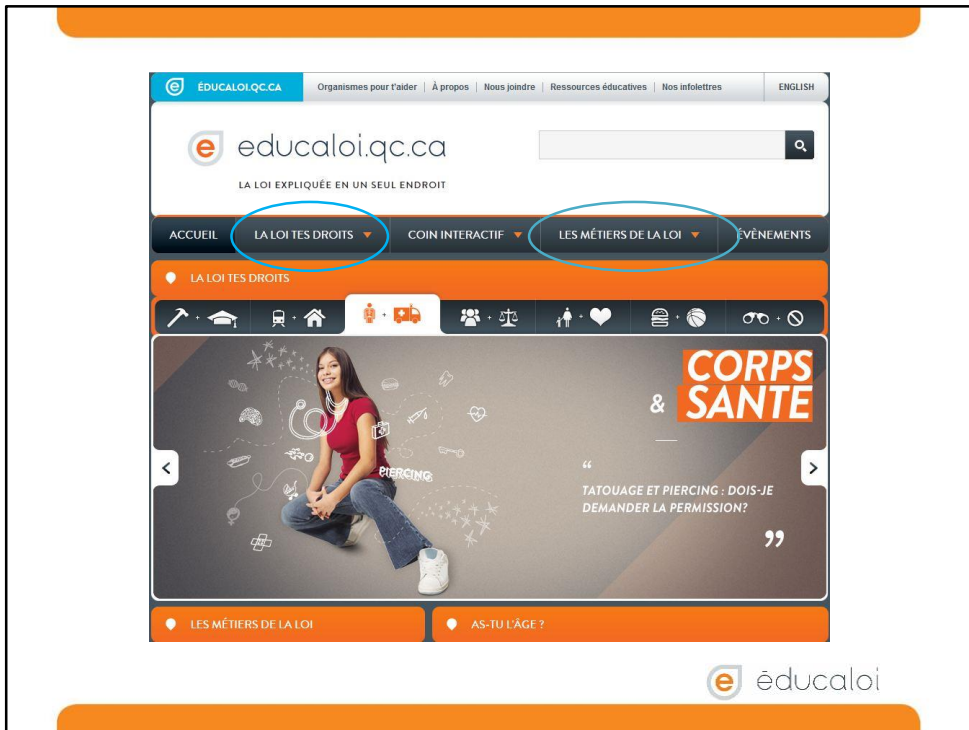 e ÉDUCALOI.QC.CA Organismes pour t'aider | À propos | Nous joindre | Ressources éducatives | Nos infolettres ENGLISH
e educaloi.qc.ca
LA LOI EXPLIQUÉE EN UN SEUL ENDROIT
ACCUEIL LA LOI TES DROITS COIN INTERACTIF LES MÉTIERS DE LA LOI ÉVÈNEMENTS
LA LOI TES DROITS
CORPS
& SANTE
PIERCING
“
TATOUAGE ET PIERCING : DOIS-JE
DEMANDER LA PERMISSION?
”
LES MÉTIERS DE LA LOI AS-TU L'ÂGE ?
e éducaloi